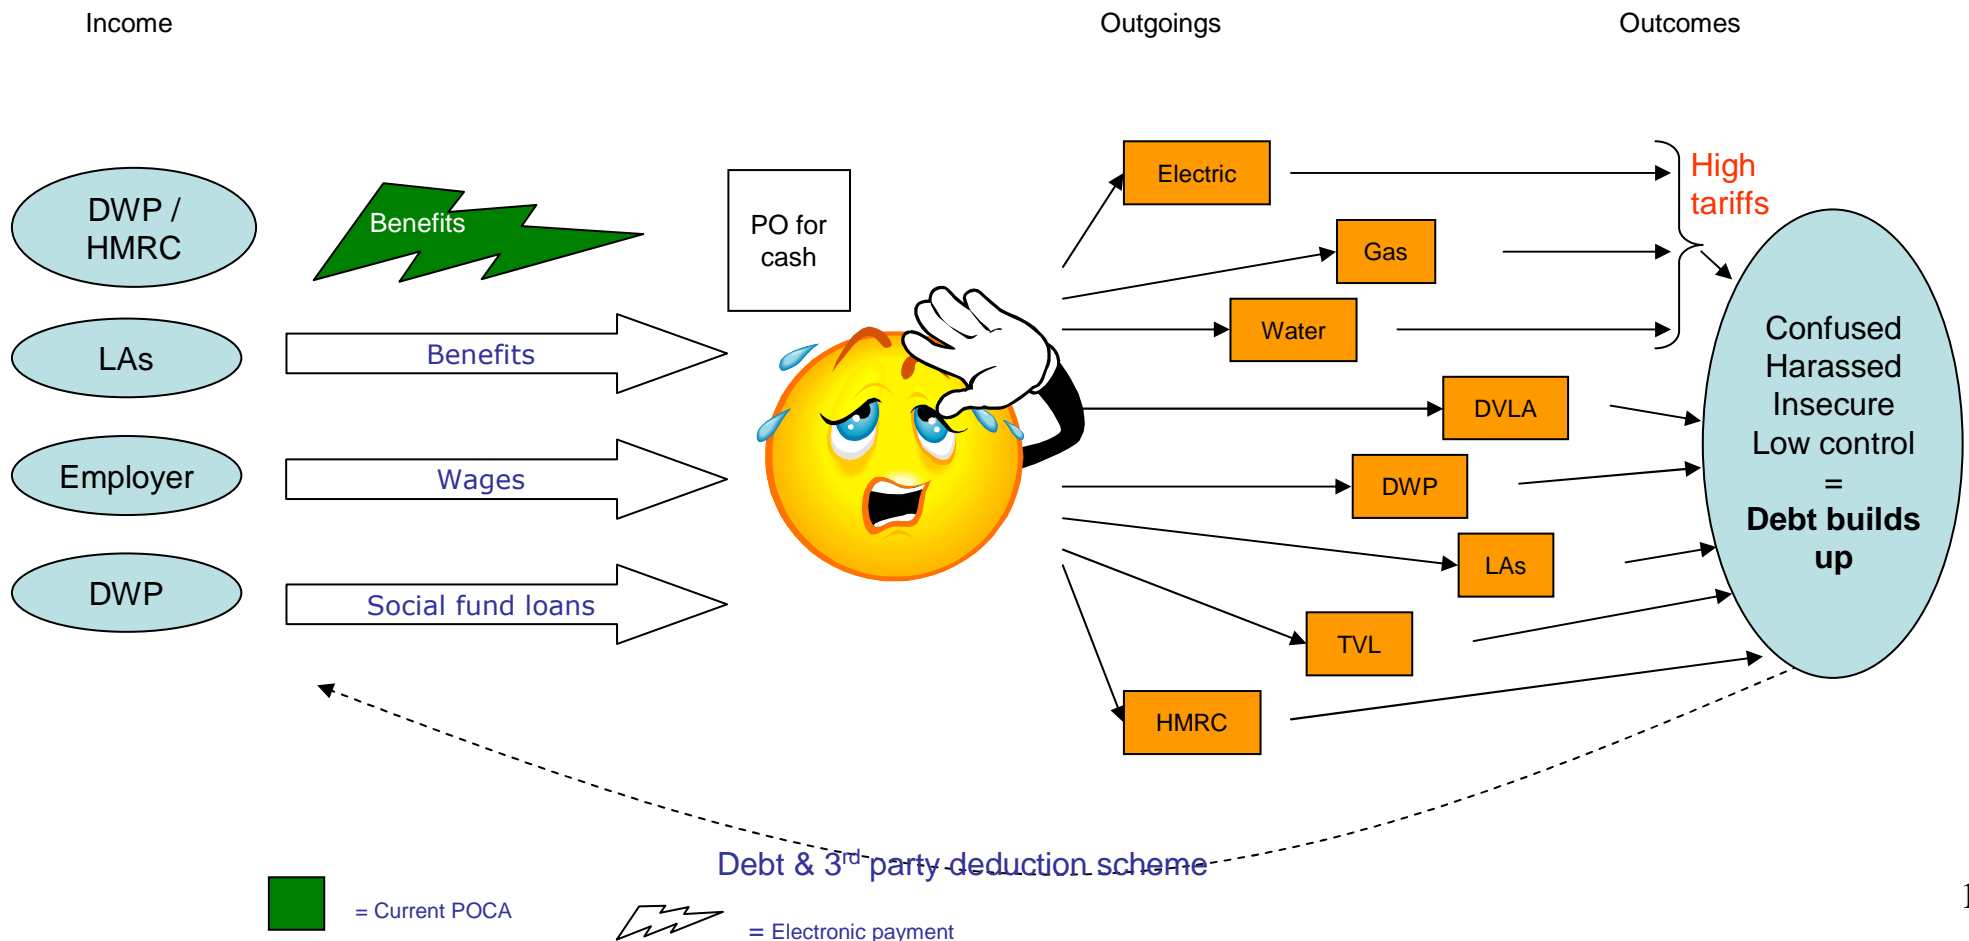 Income
Outgoings
Outcomes
DWP /
HMRC
Benefits
PO for
cash
LAs
Benefits
Employer
Wages
DWP
Social fund loans
Electric
Gas
Water
DVLA
DWP
LAs
TVL
HMRC
High
tariffs
Confused
Harassed
Insecure
Low control
=
Debt builds
up
Debt & 3rd party deduction scheme
= Current POCA
= Electronic payment
1